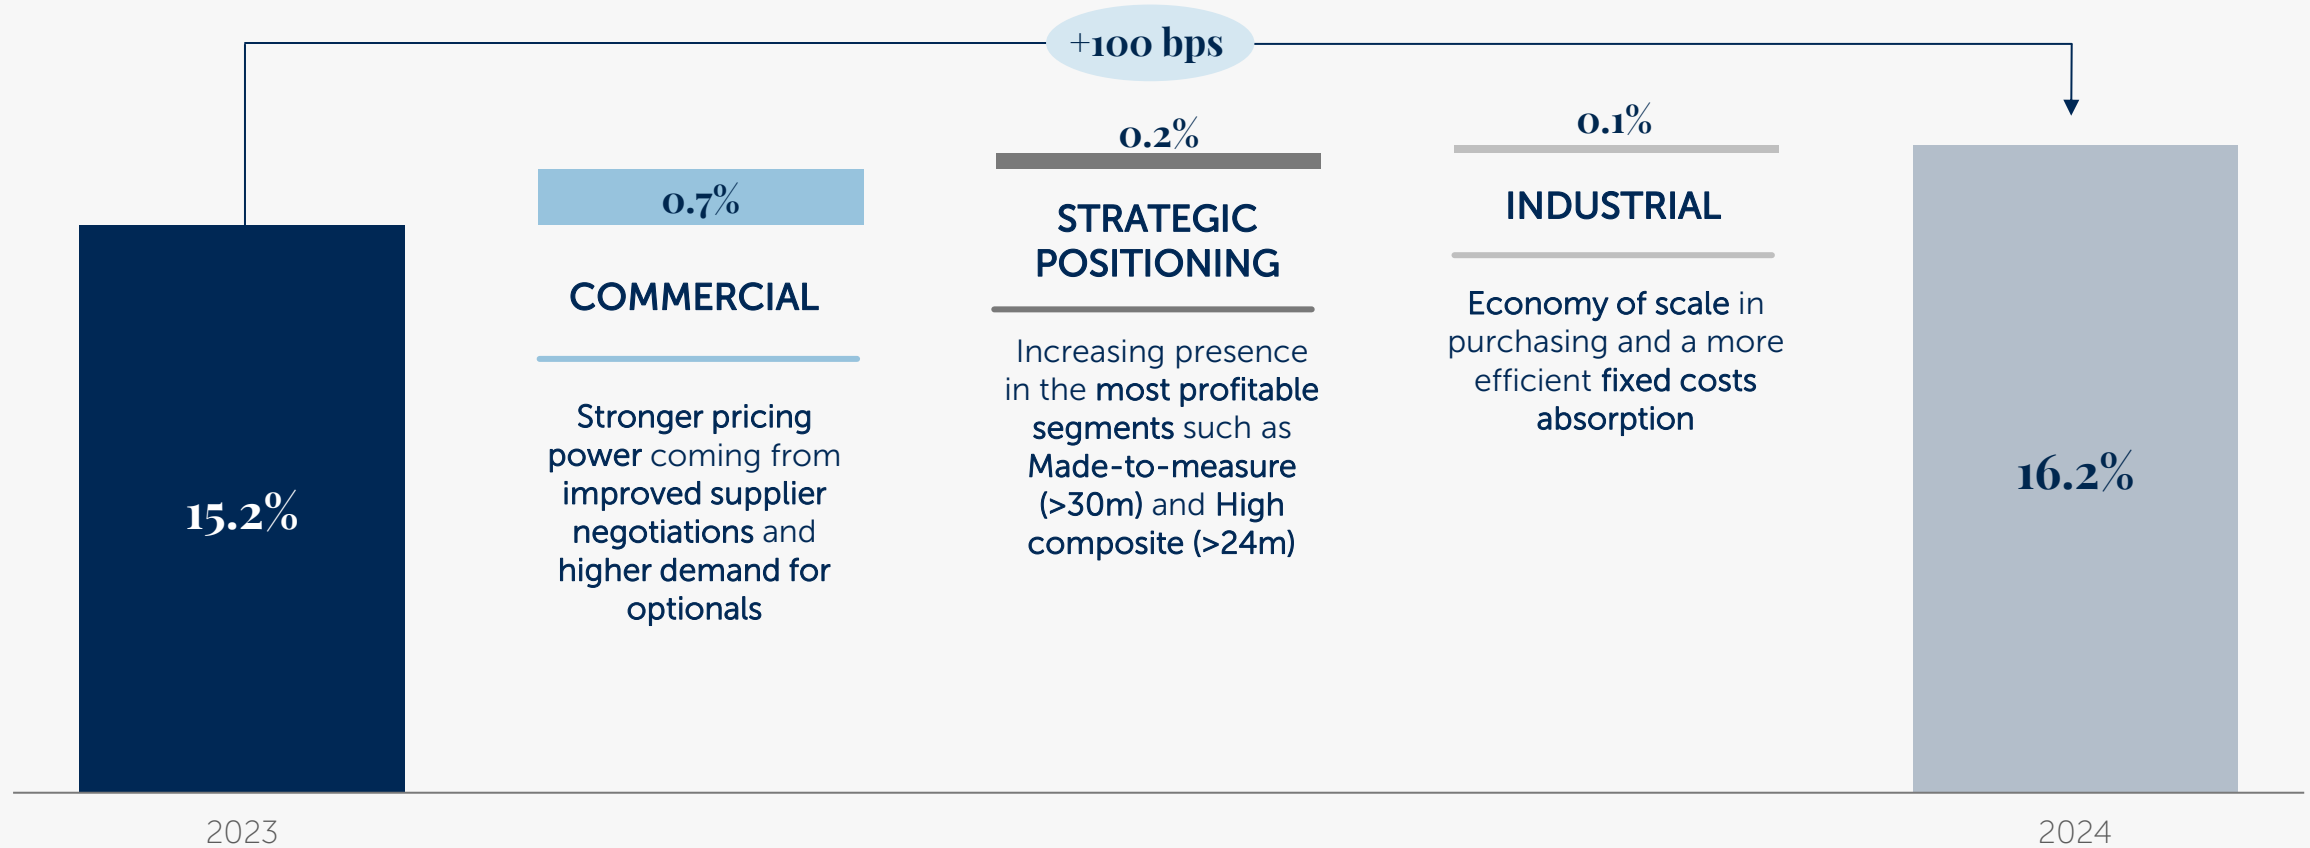 +100 bps
15.2%
2023
0.7%
COMMERCIAL
Stronger pricing
power coming from
improved supplier
negotiations and
higher demand for
optionals
0.2%
STRATEGIC
POSITIONING
Increasing presence
in the most profitable
segments such as
Made-to-measure
(>30m) and High
composite (>24m)
0.1%
INDUSTRIAL
Economy of scale in
purchasing and a more
efficient fixed costs
absorption
16.2%
2024